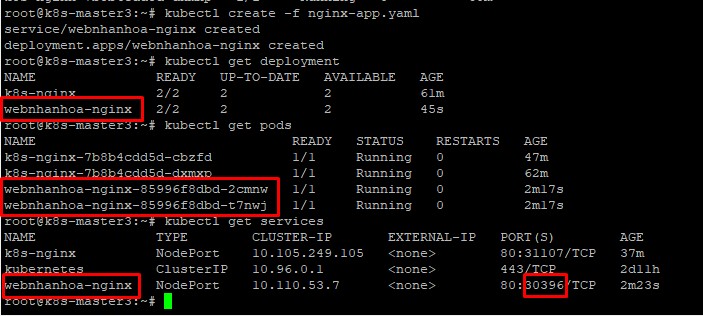 root@k8s-master3:~# kubectl create -f nginx-app.yaml
service/webnhanhoa-nginx created
deployment.apps/webnhanhoa-nginx created
root@k8s-master3:~# kubectl get deployment
NAME READY UP-TO-DATE AVAILABLE AGE
k8s-nginx 2/2 2 2 61m
webnhanhoa-nginx 2/2 2 2 45s
root@k8s-master3:~# kubectl get pods
NAME READY STATUS RESTARTS AGE
k8s-nginx-7b8b4cdd5d-cbzfd 1/1 Running 0 47m
k8s-nginx-7b8b4cdd5d-dxmxp 1/1 Running 0 62m
webnhanhoa-nginx-85996f8dbd-2cmnw 1/1 Running 0 2m17s
webnhanhoa-nginx-85996f8dbd-t7nwj 1/1 Running 0 2m17s
root@k8s-master3:~# kubectl get services
NAME TYPE CLUSTER-IP EXTERNAL-IP PORT(S) AGE
k8s-nginx NodePort 10.105.249.105 <none> 80:31107/TCP 37m
kubernetes ClusterIP 10.96.0.1 <none> 443/TCP 2d11h
webnhanhoa-nginx NodePort 10.110.53.7 <none> 80:30396/TCP 2m23s
root@k8s-master3:~#